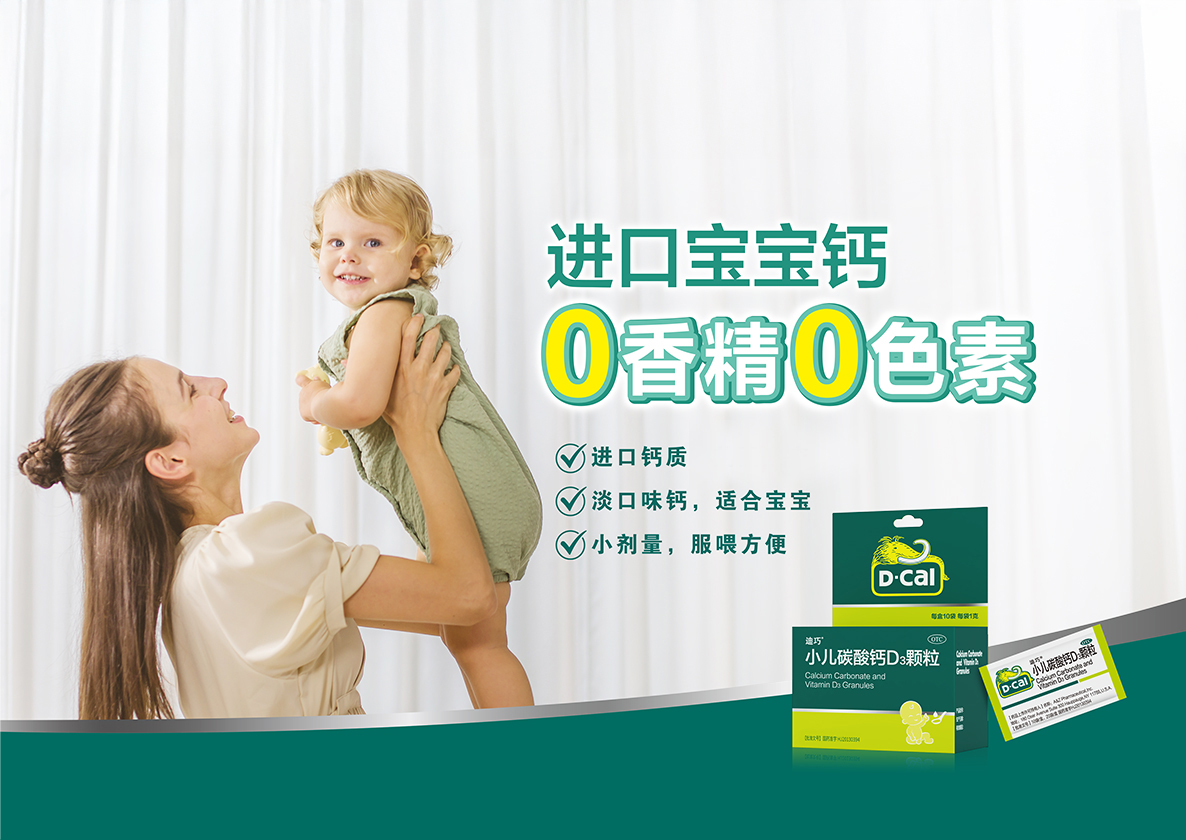 进口宝宝钙
0香精0色素
进口钙质
淡口味钙，适合宝宝
小剂量，服喂方便
D·Cal
每盒10袋 每袋1克
迪巧®
OTC
小儿碳酸钙D3颗粒
Calcium Carbonate and
Vitamin D3 Granules
Calcium Carbonate
and Vitamin D3
Granules
迪巧®
OTC
小儿碳酸钙D3颗粒
Calcium Carbonate and
Vitamin D3 Granules
D·Cal